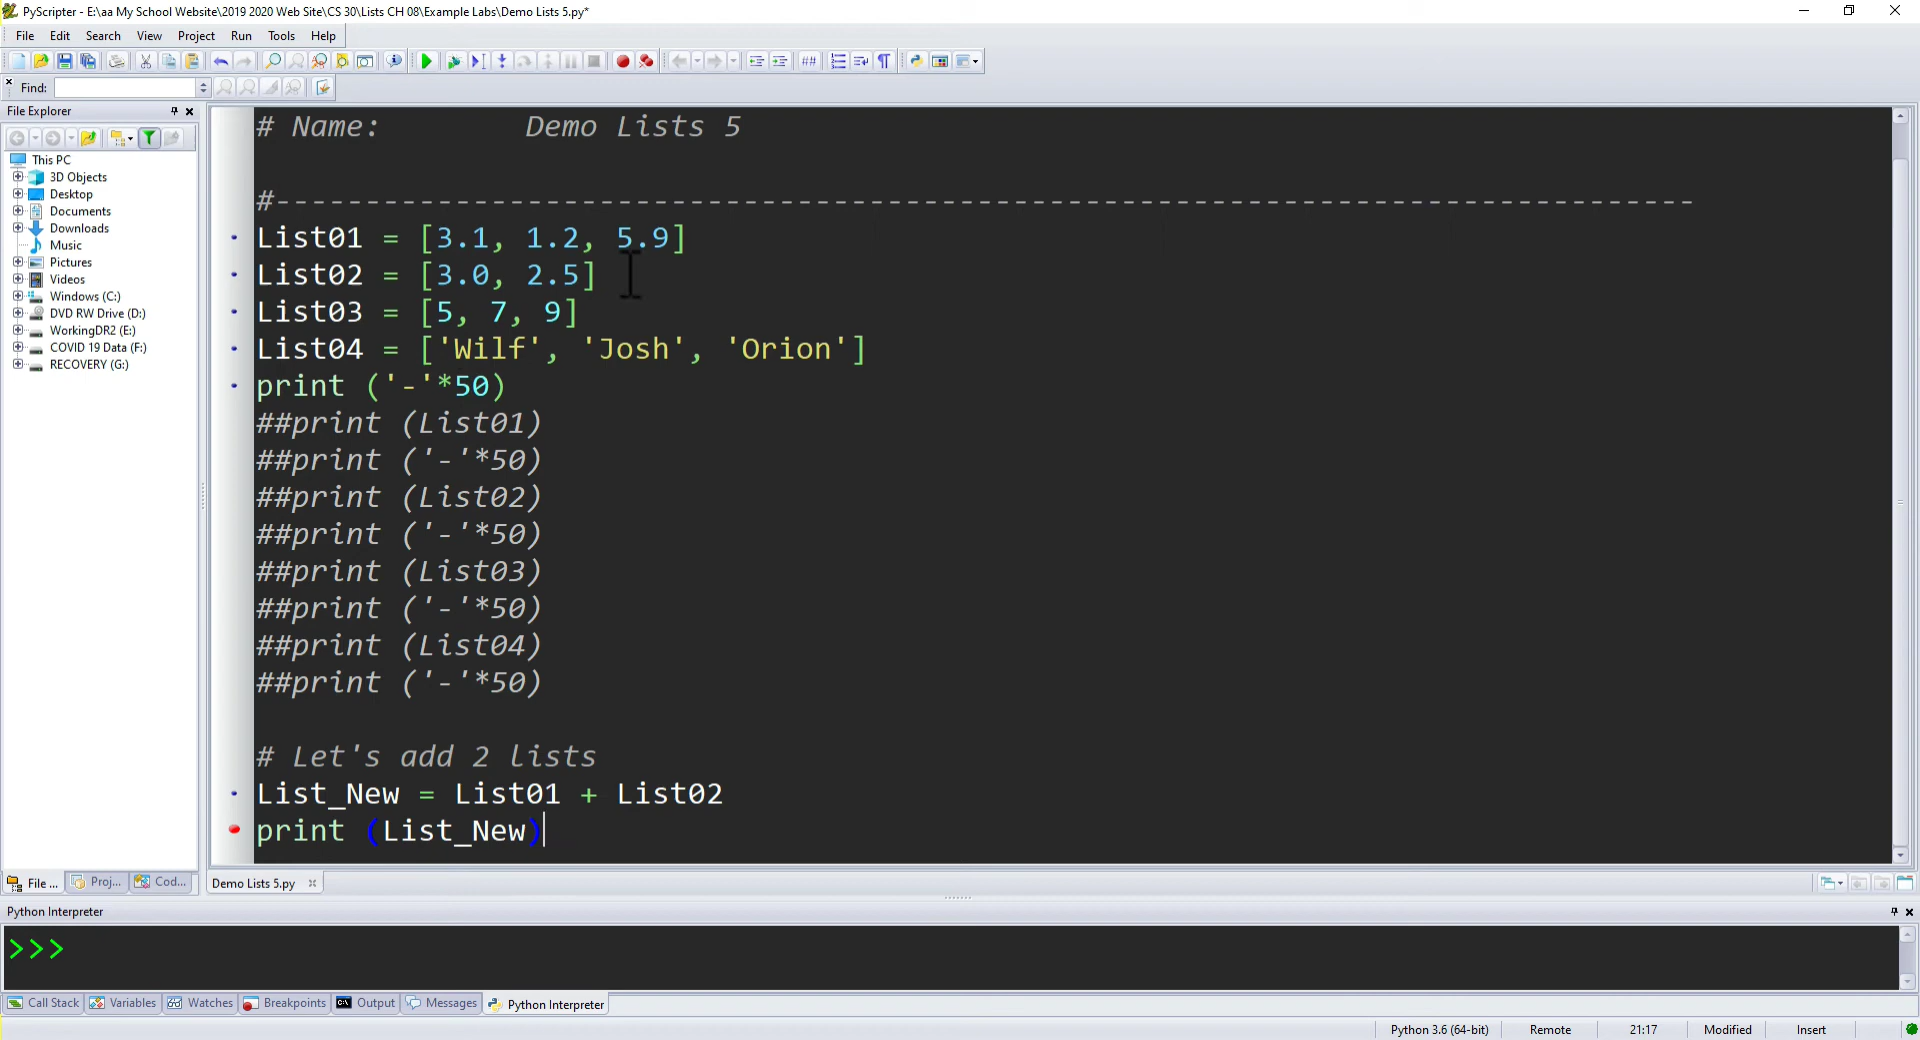 PyScripter - E:\aa My School Website\2019 2020 Web Site\CS 30\Lists CH 08\Example Labs\Demo Lists 5.py*
File Edit Search View Project Run Tools Help
##
Find:
File Explorer
This PC
3D Objects
Desktop
Documents
Downloads
Music
Pictures
Videos
Windows (C:)
DVD RW Drive (D:)
WorkingDR2 (E:)
COVID 19 Data (F:)
RECOVERY (G:)
File ... Proj... Cod...
# Name: Demo Lists 5
#-------------------------------------------------------------------------------
List01 = [3.1, 1.2, 5.9]
List02 = [3.0, 2.5]
List03 = [5, 7, 9]
List04 = ['Wilf', 'Josh', 'Orion']
print ('-'*50)
##print (List01)
##print ('-'*50)
##print (List02)
##print ('-'*50)
##print (List03)
##print ('-'*50)
##print (List04)
##print ('-'*50)
# Let's add 2 lists
List_New = List01 + List02
print (List_New)
Demo Lists 5.py
Python Interpreter
>>>
Call Stack Variables Watches Breakpoints Output Messages Python Interpreter
Python 3.6 (64-bit) Remote 21:17 Modified Insert